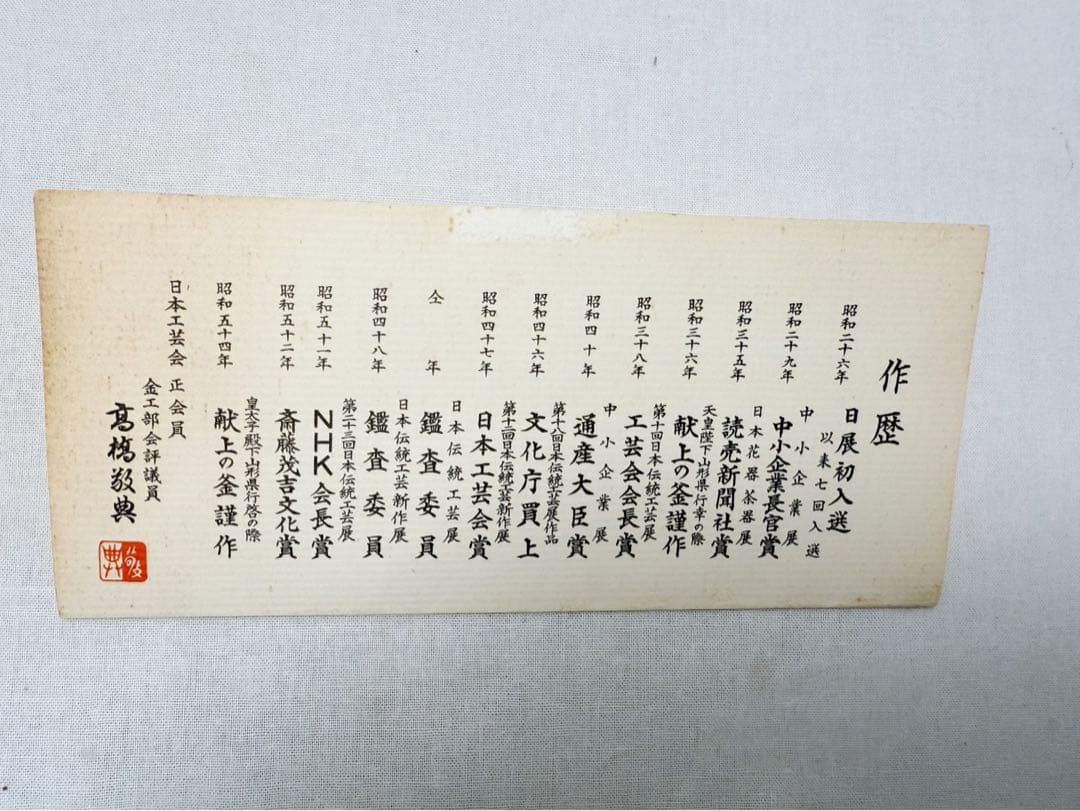 作歴
昭和二十六年
日展初入選
以来七回入選
昭和二十九年
中小企業展
中小企業長官賞
昭和三十五年
日本花器茶器展
読売新聞社賞
昭和三十六年
天皇陛下山形県行幸の際
献上の釜謹作
昭和三十八年
第十回日本伝統工芸展
工芸会会長賞
昭和四十年
中小企業展
通産大臣賞
昭和四十六年
第十八回日本伝統工芸展作品
文化庁買上
昭和四十七年
第十二回日本伝統工芸新作展
日本工芸会賞
仝年
日本伝統工芸展
鑑査委員
昭和四十八年
日本伝統工芸新作展
鑑査委員
昭和五十一年
第二十三回日本伝統工芸展
NHK会長賞
昭和五十二年
斎藤茂吉文化賞
昭和五十四年
皇太子殿下山形県行啓の際
献上の釜謹作
日本工芸会正会員
金工部会評議員
高橋敬典
敬典